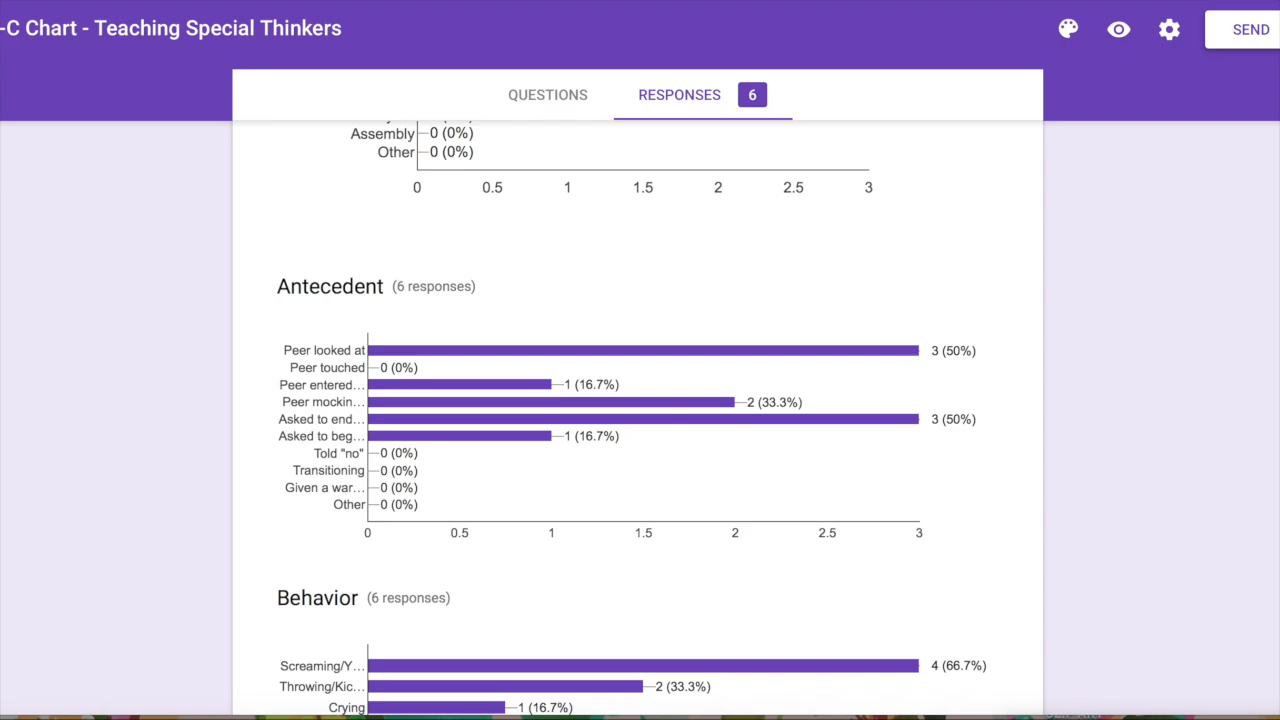 -C Chart - Teaching Special Thinkers
SEND
QUESTIONS
RESPONSES 6
Assembly 0 (0%)
Other 0 (0%)
0 0.5 1 1.5 2 2.5 3
Antecedent (6 responses)
Peer looked at 3 (50%)
Peer touched 0 (0%)
Peer entered… 1 (16.7%)
Peer mockin… 2 (33.3%)
Asked to end… 3 (50%)
Asked to beg… 1 (16.7%)
Told "no" 0 (0%)
Transitioning 0 (0%)
Given a war… 0 (0%)
Other 0 (0%)
0 0.5 1 1.5 2 2.5 3
Behavior (6 responses)
Screaming/Y… 4 (66.7%)
Throwing/Kic… 2 (33.3%)
Crying 1 (16.7%)